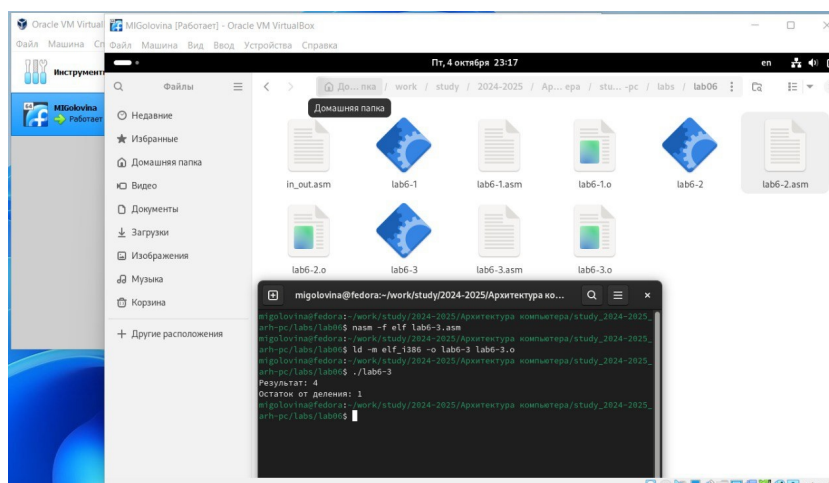 Oracle VM Virtual
MIGolovina [Работает] - Oracle VM VirtualBox
Файл Машина
Файл Машина Вид Ввод Устройства Справка
Пт, 4 октября 23:17
en
Инструмент
Файлы
До...пка / work / study / 2024-2025 / Ap... ера / stu... -pc / labs / lab06
Домашняя папка
MIGolovina
Работает
Недавние
Избранные
Домашняя папка
Видео
Документы
Загрузки
Изображения
Музыка
Корзина
Другие расположения
in_out.asm
lab6-1
lab6-1.asm
lab6-1.o
lab6-2
lab6-2.asm
lab6-2.o
lab6-3
lab6-3.asm
lab6-3.o
migolovina@fedora:~/work/study/2024-2025/Архитектура ко...
migolovina@fedora:~/work/study/2024-2025/Архитектура компьютера/study_2024-2025_
arh-pc/labs/lab06$ nasm -f elf lab6-3.asm
migolovina@fedora:~/work/study/2024-2025/Архитектура компьютера/study_2024-2025_
arh-pc/labs/lab06$ ld -m elf_i386 -o lab6-3 lab6-3.o
migolovina@fedora:~/work/study/2024-2025/Архитектура компьютера/study_2024-2025_
arh-pc/labs/lab06$ ./lab6-3
Результат: 4
Остаток от деления: 1
migolovina@fedora:~/work/study/2024-2025/Архитектура компьютера/study_2024-2025_
arh-pc/labs/lab06$